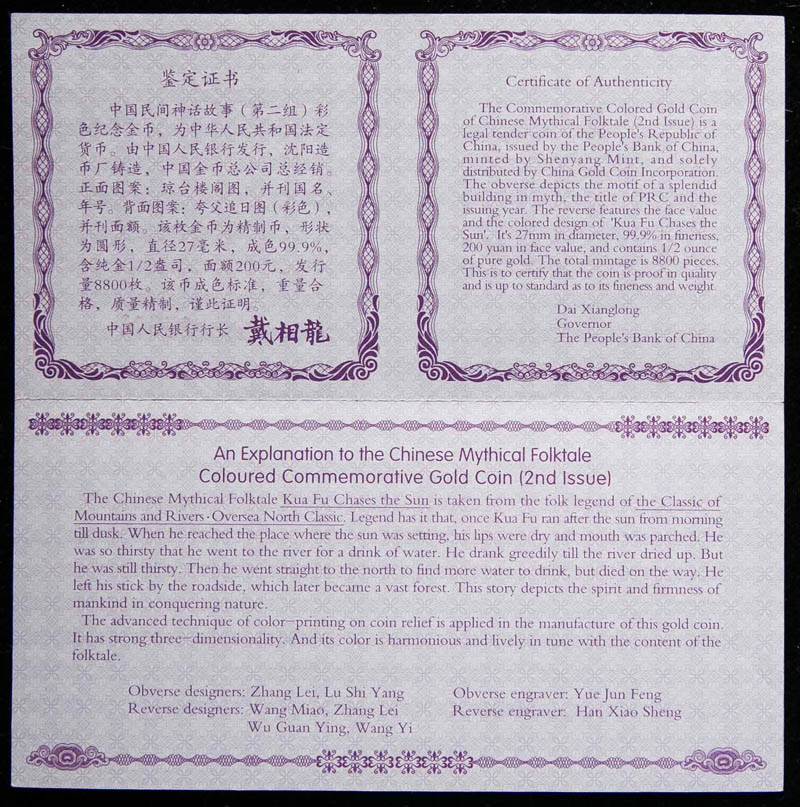 鉴定证书
中国民间神话故事（第二组）彩
色纪念金币，为中华人民共和国法定
货币。由中国人民银行发行，沈阳造
币厂铸造，中国金币总公司总经销。
正面图案：琼台楼阁图，并刊国名、
年号。背面图案：夸父追日图（彩色），
并刊面额。该枚金币为精制币，形状
为圆形，直径27毫米，成色99.9%，
含纯金1/2盎司，面额200元，发行
量8800枚。该币成色标准，重量合
格，质量精制，谨此证明。
中国人民银行行长 戴相龍
Certificate of Authenticity
The Commemorative Colored Gold Coin
of Chinese Mythical Folktale (2nd Issue) is a
legal tender coin of the People's Republic of
China, issued by the People's Bank of China,
minted by Shenyang Mint, and solely
distributed by China Gold Coin Incorporation.
The obverse depicts the motif of a splendid
building in myth, the title of PRC and the
issuing year. The reverse features the face value
and the colored design of 'Kua Fu Chases the
Sun'. It's 27mm in diameter, 99.9% in fineness,
200 yuan in face value, and contains 1/2 ounce
of pure gold. The total mintage is 8800 pieces.
This is to certify that the coin is proof in quality
and is up to standard as to its fineness and weight.
Dai Xianglong
Governor
The People's Bank of China
An Explanation to the Chinese Mythical Folktale
Coloured Commemorative Gold Coin (2nd Issue)
The Chinese Mythical Folktale Kua Fu Chases the Sun is taken from the folk legend of the Classic of
Mountains and Rivers·Oversea North Classic. Legend has it that, once Kua Fu ran after the sun from morning
till dusk. When he reached the place where the sun was setting, his lips were dry and mouth was parched. He
was so thirsty that he went to the river for a drink of water. He drank greedily till the river dried up. But
he was still thirsty. Then he went straight to the north to find more water to drink, but died on the way. He
left his stick by the roadside, which later became a vast forest. This story depicts the spirit and firmness of
mankind in conquering nature.
The advanced technique of color-printing on coin relief is applied in the manufacture of this gold coin.
It has strong three-dimensionality. And its color is harmonious and lively in tune with the content of the
folktale.
Obverse designers: Zhang Lei, Lu Shi Yang
Reverse designers: Wang Miao, Zhang Lei
Wu Guan Ying, Wang Yi
Obverse engraver: Yue Jun Feng
Reverse engraver: Han Xiao Sheng